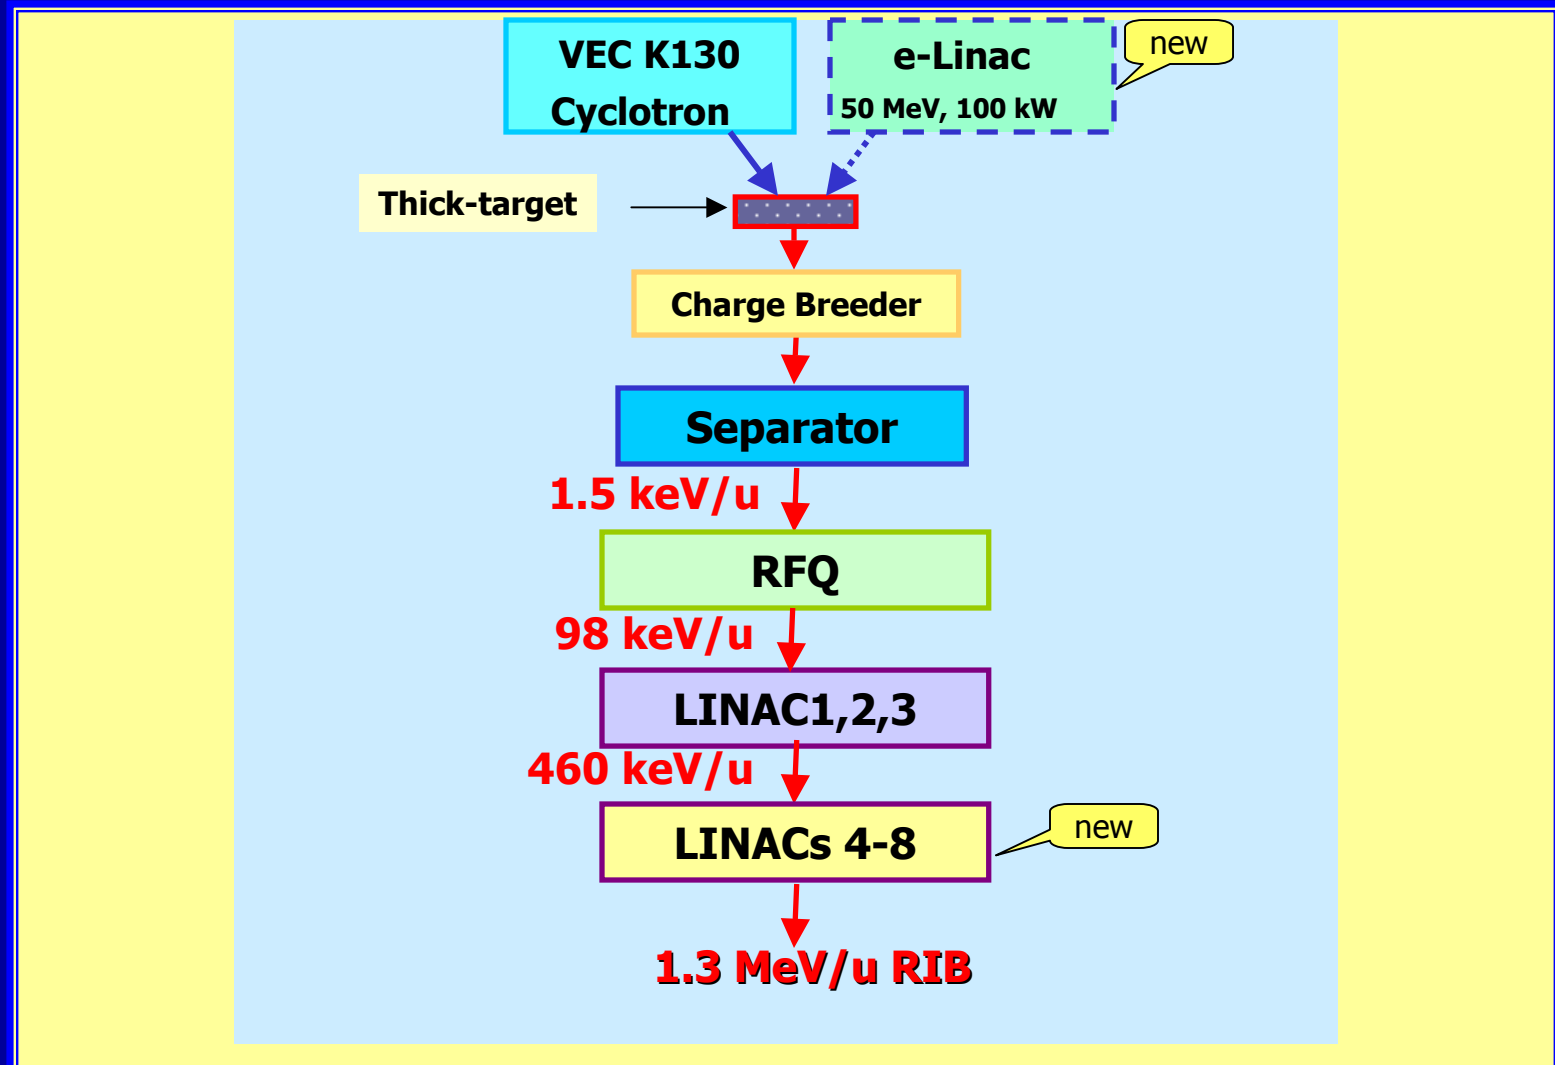 VEC K130
Cyclotron
e-Linac
50 MeV, 100 kW
new
Thick-target
Charge Breeder
Separator
1.5 keV/u
RFQ
98 keV/u
LINAC1,2,3
460 keV/u
LINACs 4-8
new
1.3 MeV/u RIB